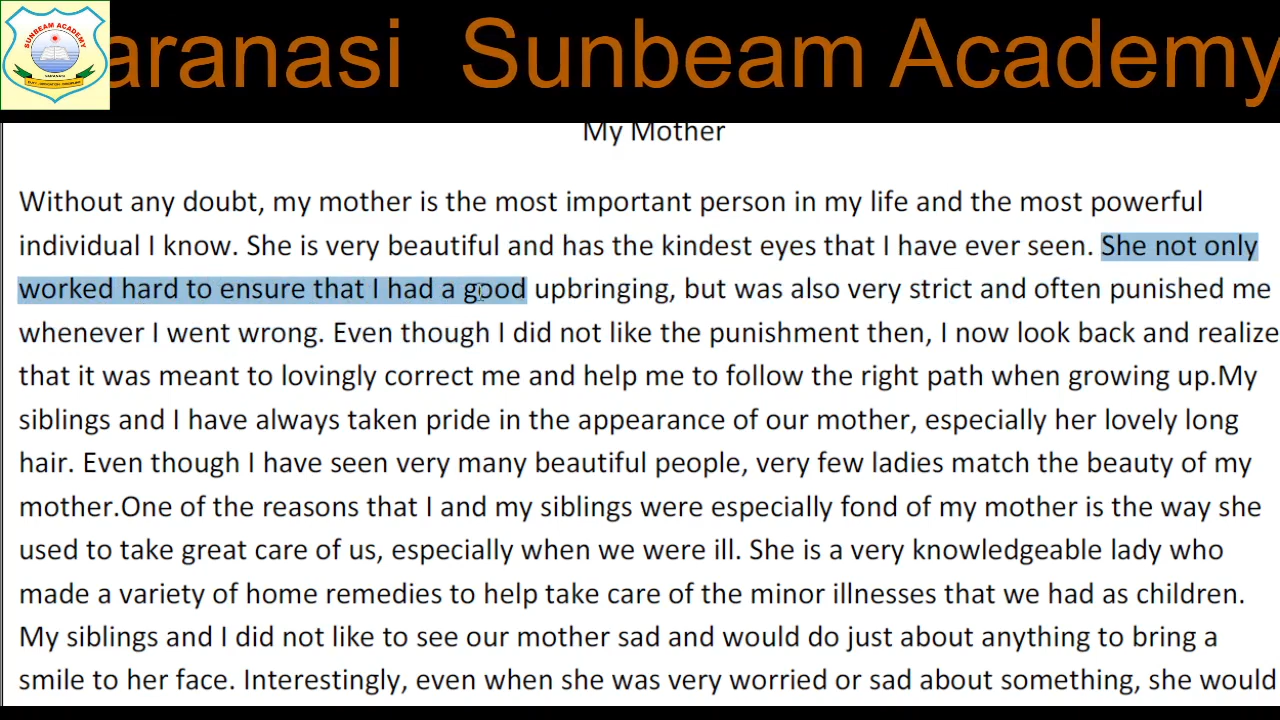 SUNBEAM ACADEMY
aranasi Sunbeam Academy
My Mother
Without any doubt, my mother is the most important person in my life and the most powerful
individual I know. She is very beautiful and has the kindest eyes that I have ever seen. She not only
worked hard to ensure that I had a good upbringing, but was also very strict and often punished me
whenever I went wrong. Even though I did not like the punishment then, I now look back and realize
that it was meant to lovingly correct me and help me to follow the right path when growing up.My
siblings and I have always taken pride in the appearance of our mother, especially her lovely long
hair. Even though I have seen very many beautiful people, very few ladies match the beauty of my
mother.One of the reasons that I and my siblings were especially fond of my mother is the way she
used to take great care of us, especially when we were ill. She is a very knowledgeable lady who
made a variety of home remedies to help take care of the minor illnesses that we had as children.
My siblings and I did not like to see our mother sad and would do just about anything to bring a
smile to her face. Interestingly, even when she was very worried or sad about something, she would